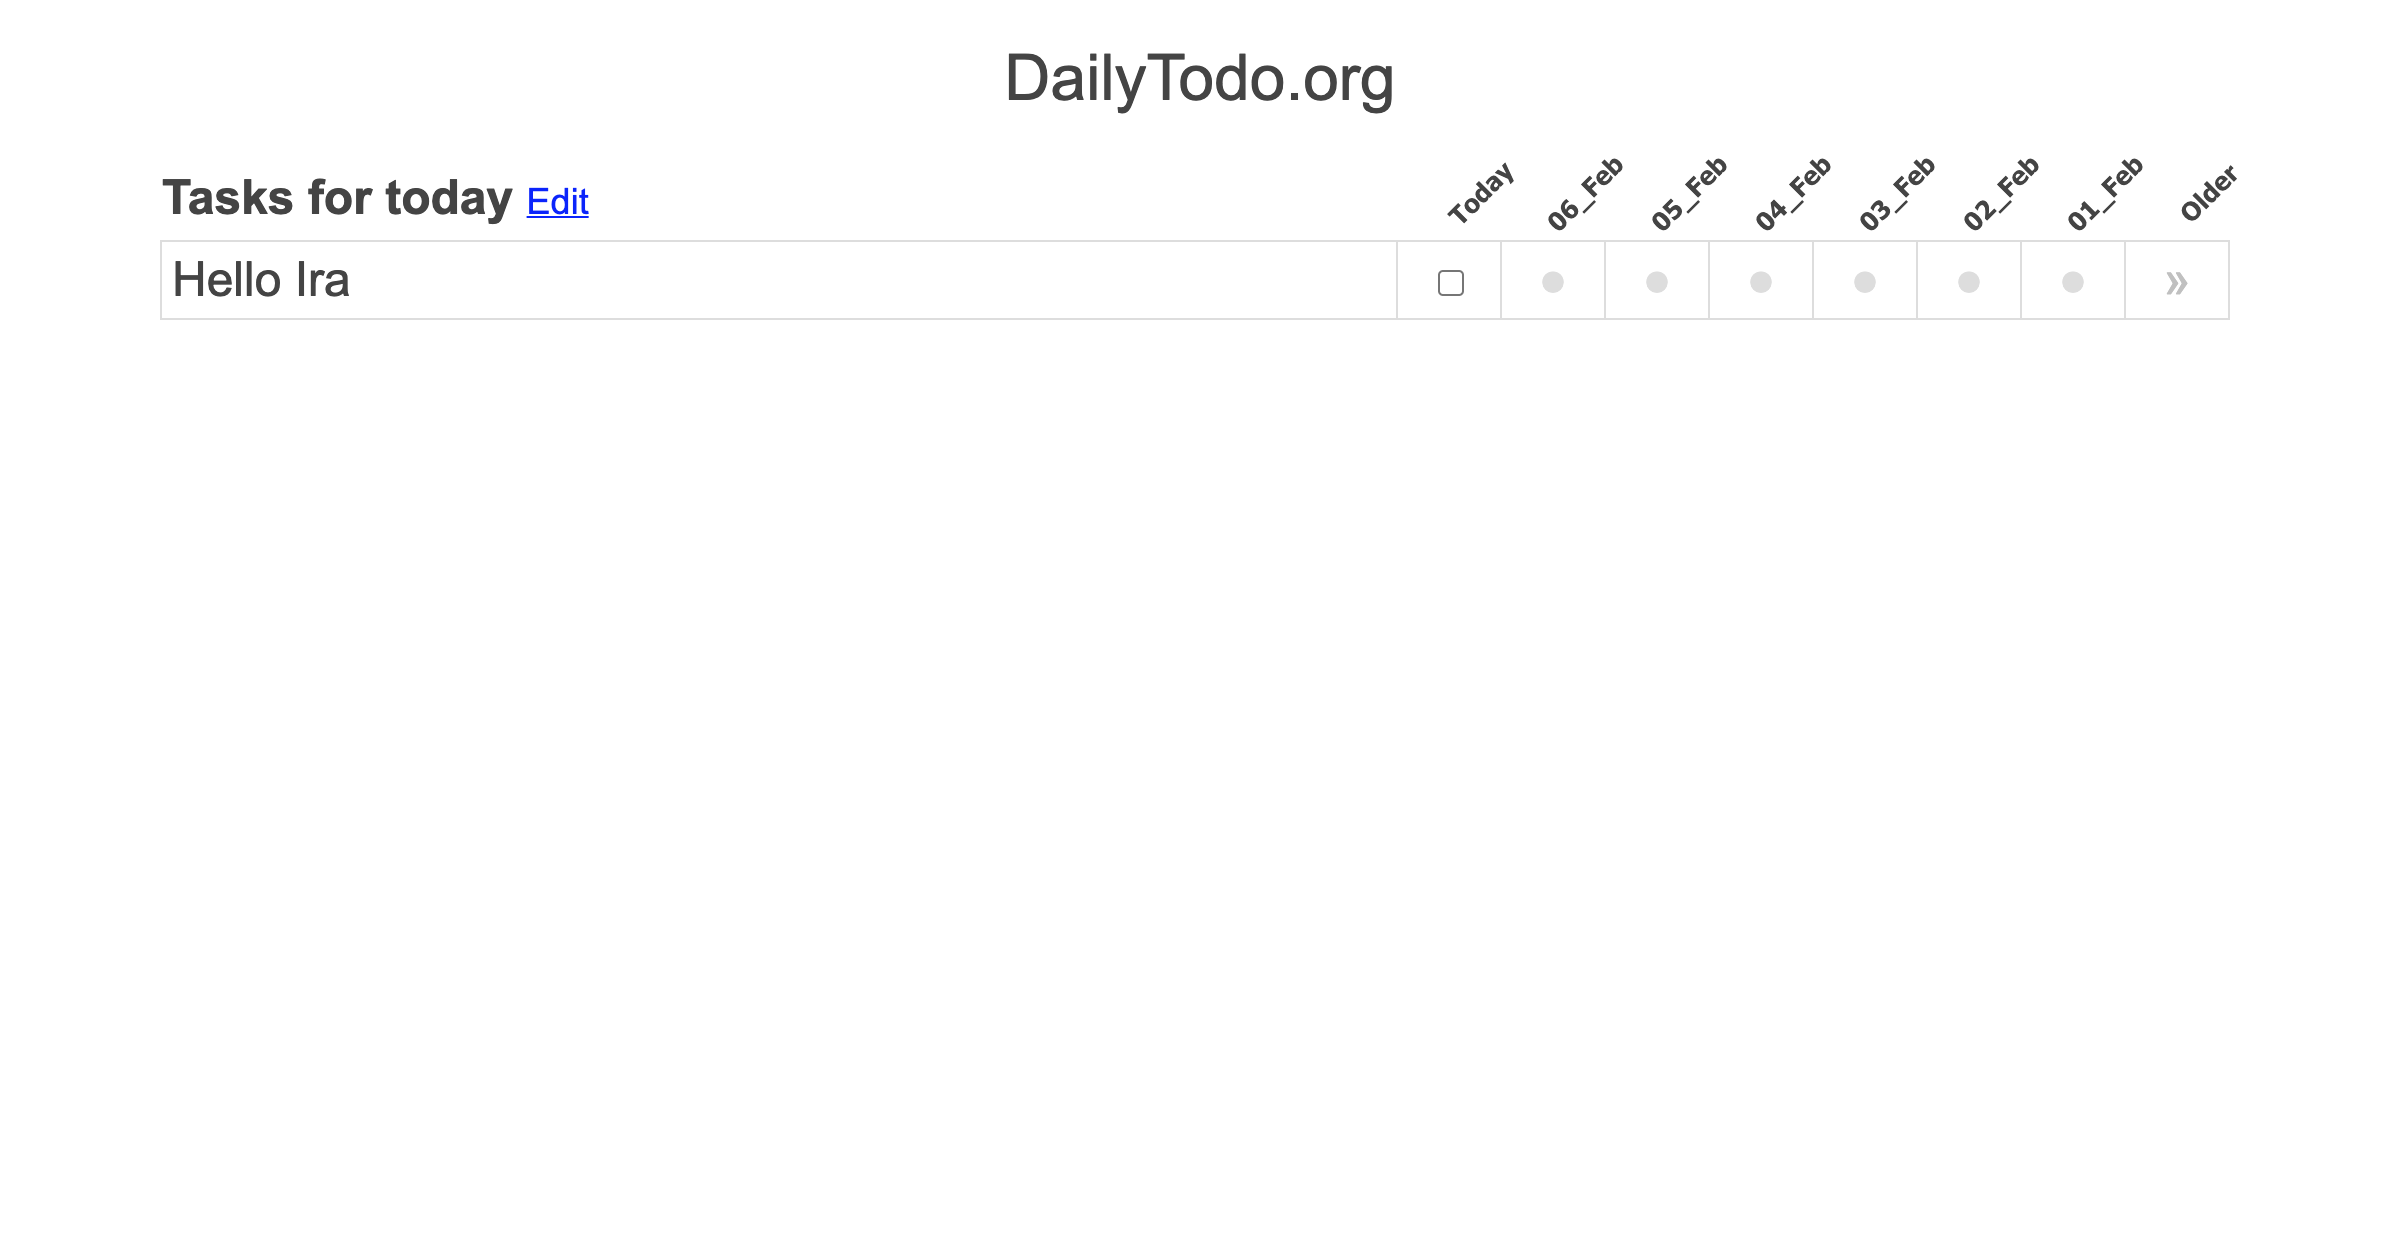 DailyTodo.org
Tasks for today Edit
Today 06_Feb 05_Feb 04_Feb 03_Feb 02_Feb 01_Feb Older
Hello Ira
»